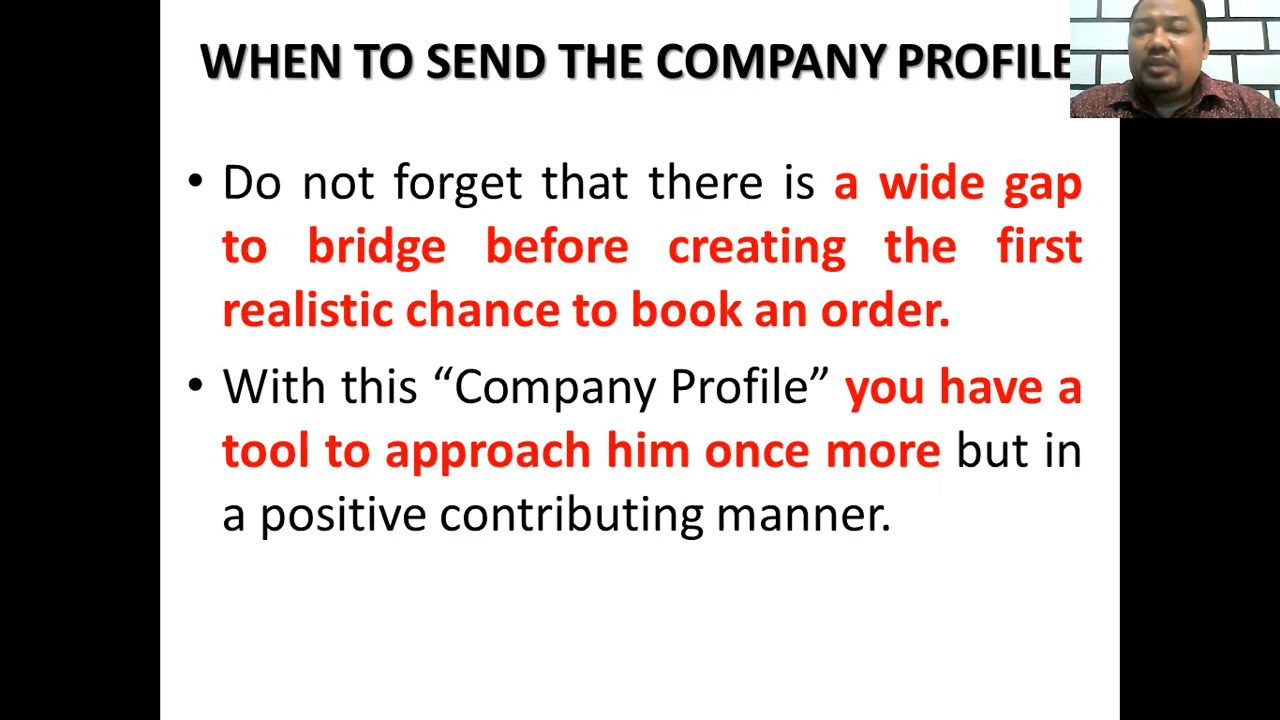 WHEN TO SEND THE COMPANY PROFILE
• Do not forget that there is a wide gap
to bridge before creating the first
realistic chance to book an order.
• With this “Company Profile” you have a
tool to approach him once more but in
a positive contributing manner.